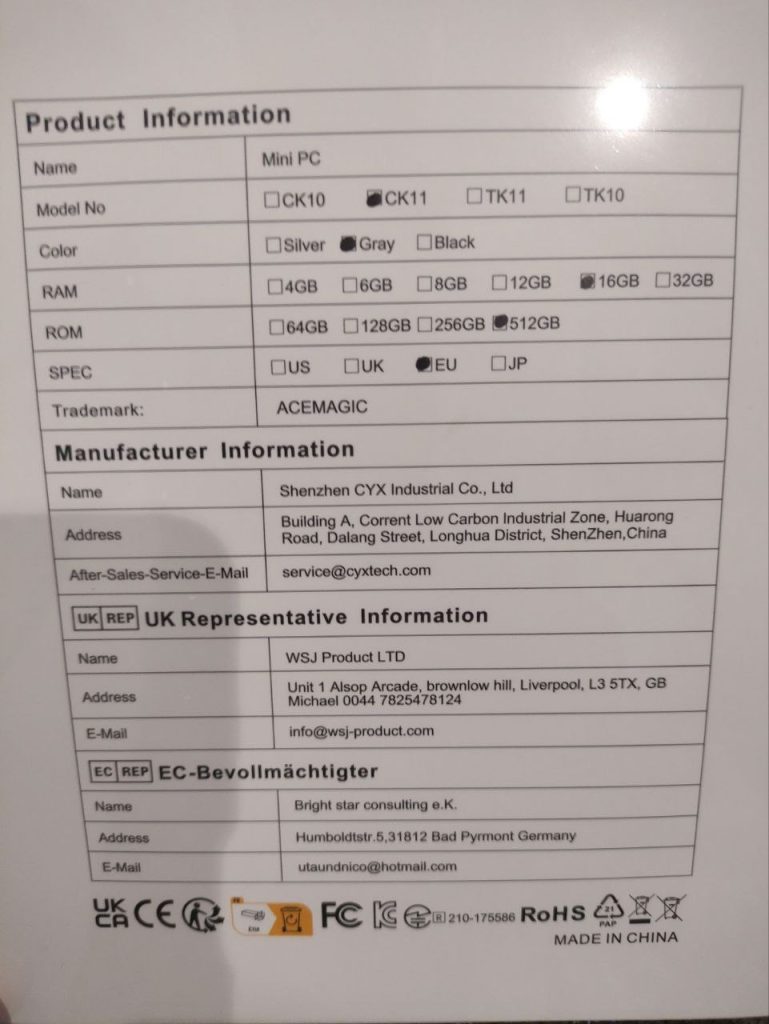 Product Information
Name Mini PC
Model No CK10 CK11 TK11 TK10
Color Silver Gray Black
RAM 4GB 6GB 8GB 12GB 16GB 32GB
ROM 64GB 128GB 256GB 512GB
SPEC US UK EU JP
Trademark: ACEMAGIC
Manufacturer Information
Name Shenzhen CYX Industrial Co., Ltd
Address Building A, Corrent Low Carbon Industrial Zone, Huarong
Road, Dalang Street, Longhua District, ShenZhen,China
After-Sales-Service-E-Mail service@cyxtech.com
UK REP UK Representative Information
Name WSJ Product LTD
Address Unit 1 Alsop Arcade, brownlow hill, Liverpool, L3 5TX, GB
Michael 0044 7825478124
E-Mail info@wsj-product.com
EC REP EC-Bevollmächtigter
Name Bright star consulting e.K.
Address Humboldtstr.5,31812 Bad Pyrmont Germany
E-Mail utaundnico@hotmail.com
UK
CA CE FC KC R 210-175586 RoHS 21
PAP
MADE IN CHINA